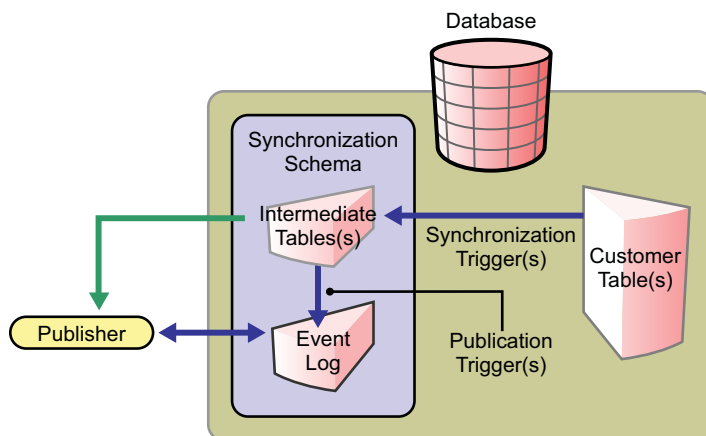 Database
Synchronization
Schema
Intermediate
Tables(s)
Synchronization
Trigger(s)
Customer
Table(s)
Publisher
Event
Log
Publication
Trigger(s)